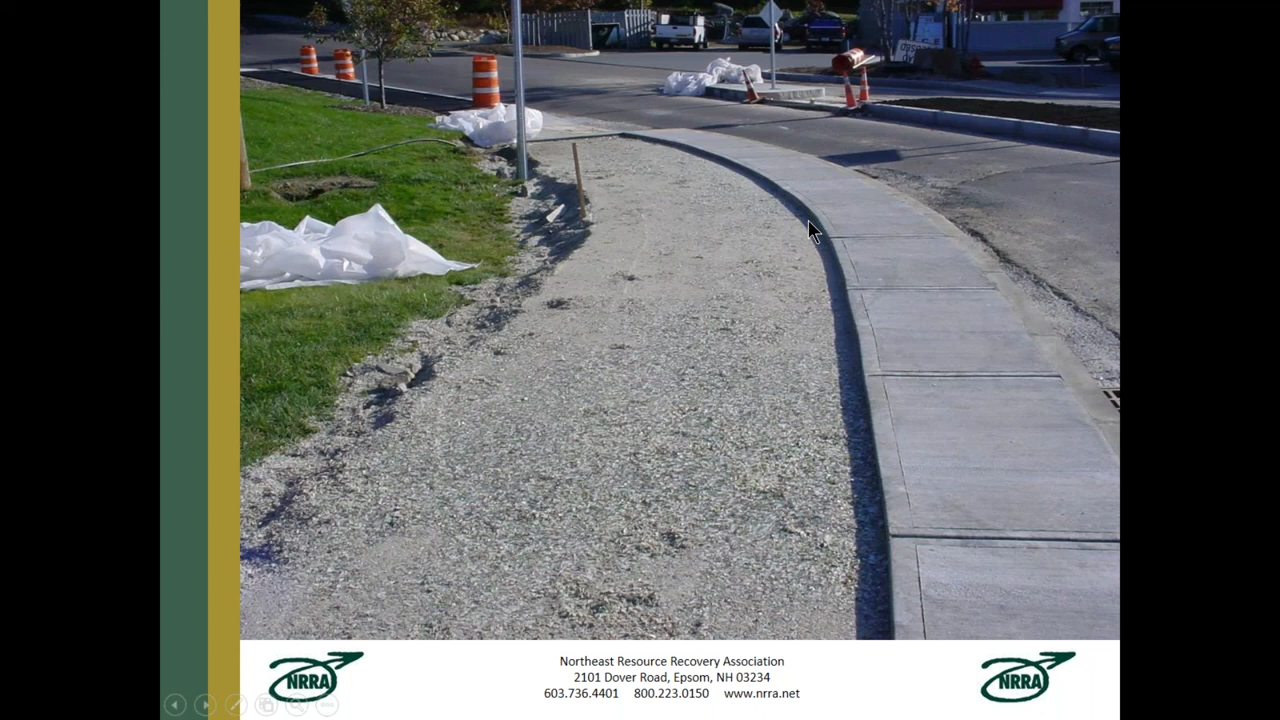 NRRA
Northeast Resource Recovery Association
2101 Dover Road, Epsom, NH 03234
603.736.4401 800.223.0150 www.nrra.net
NRRA